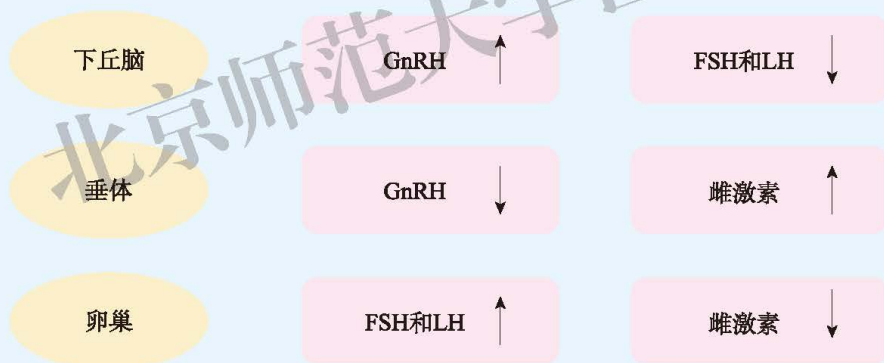 下丘脑 GnRH ↑ FSH和LH ↓
垂体 GnRH ↓ 雌激素 ↑
卵巢 FSH和LH ↑ 雌激素 ↓
北京师范大学